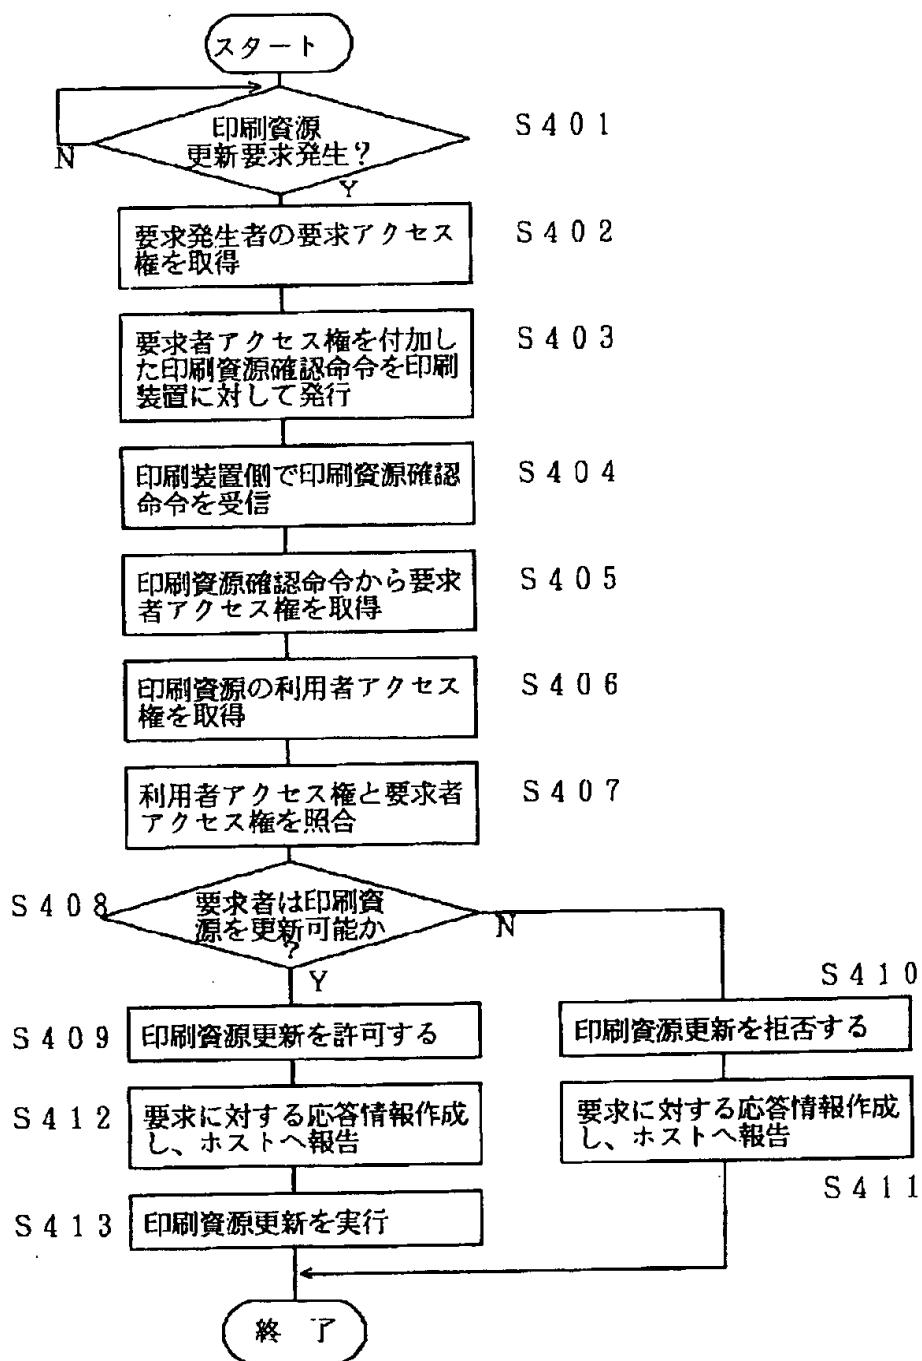 スタート
印刷資源
更新要求発生?
S401
N
Y
要求発生者の要求アクセス
権を取得
S402
要求者アクセス権を付加し
た印刷資源確認命令を印刷
装置に対して発行
S403
印刷装置側で印刷資源確認
命令を受信
S404
印刷資源確認命令から要求
者アクセス権を取得
S405
印刷資源の利用者アクセス
権を取得
S406
利用者アクセス権と要求者
アクセス権を照合
S407
S408
要求者は印刷資
源を更新可能か
?
N
Y
S410
S409
印刷資源更新を許可する
印刷資源更新を拒否する
S412
要求に対する応答情報作成
し、ホストへ報告
要求に対する応答情報作成
し、ホストへ報告
S411
S413
印刷資源更新を実行
終 了